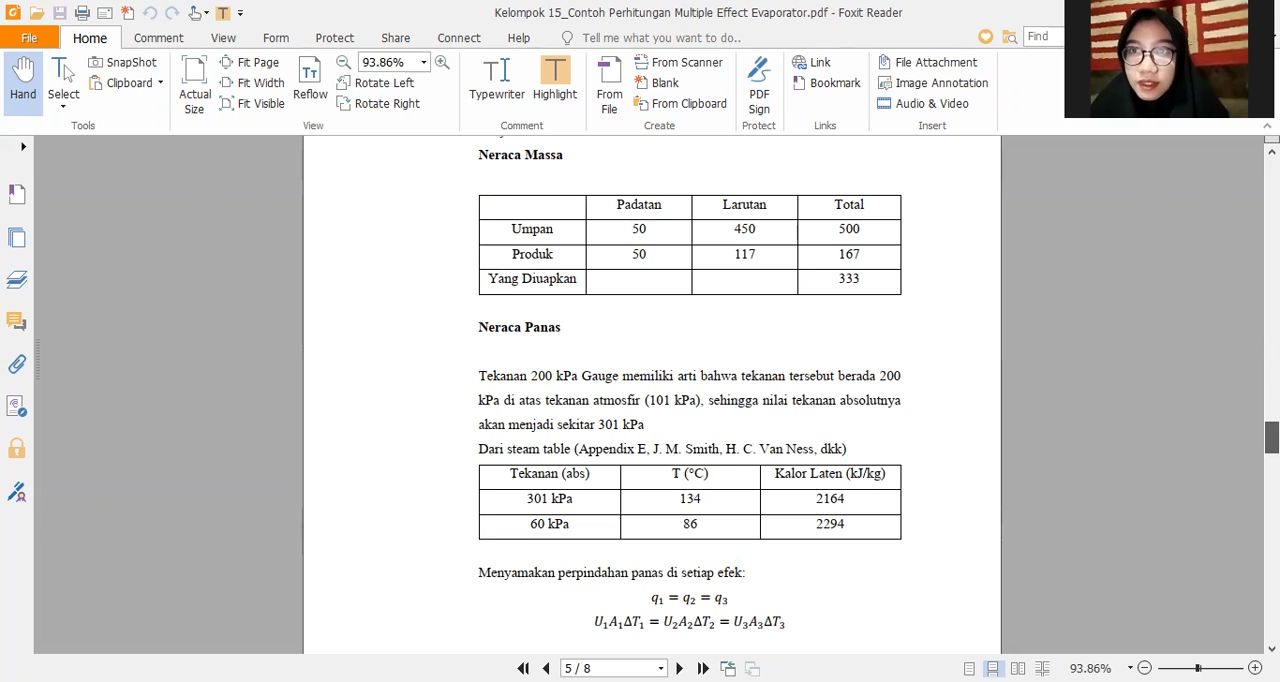 Kelompok 15_Contoh Perhitungan Multiple Effect Evaporator.pdf - Foxit Reader
File Home Comment View Form Protect Share Connect Help Tell me what you want to do.. Find
Hand
Select
SnapShot
Clipboard
Tools
Actual Size
Fit Page
Fit Width
Fit Visible
Reflow
93.86%
Rotate Left
Rotate Right
View
Typewriter
Highlight
Comment
From File
From Scanner
Blank
From Clipboard
Create
PDF Sign
Protect
Link
Bookmark
Links
File Attachment
Image Annotation
Audio & Video
Insert
Neraca Massa
Padatan Larutan Total
Umpan 50 450 500
Produk 50 117 167
Yang Diuapkan 333
Neraca Panas
Tekanan 200 kPa Gauge memiliki arti bahwa tekanan tersebut berada 200
kPa di atas tekanan atmosfir (101 kPa), sehingga nilai tekanan absolutnya
akan menjadi sekitar 301 kPa
Dari steam table (Appendix E, J. M. Smith, H. C. Van Ness, dkk)
Tekanan (abs) T (°C) Kalor Laten (kJ/kg)
301 kPa 134 2164
60 kPa 86 2294
Menyamakan perpindahan panas di setiap efek:
q₁ = q₂ = q₃
U₁A₁ΔT₁ = U₂A₂ΔT₂ = U₃A₃ΔT₃
5 / 8
93.86%